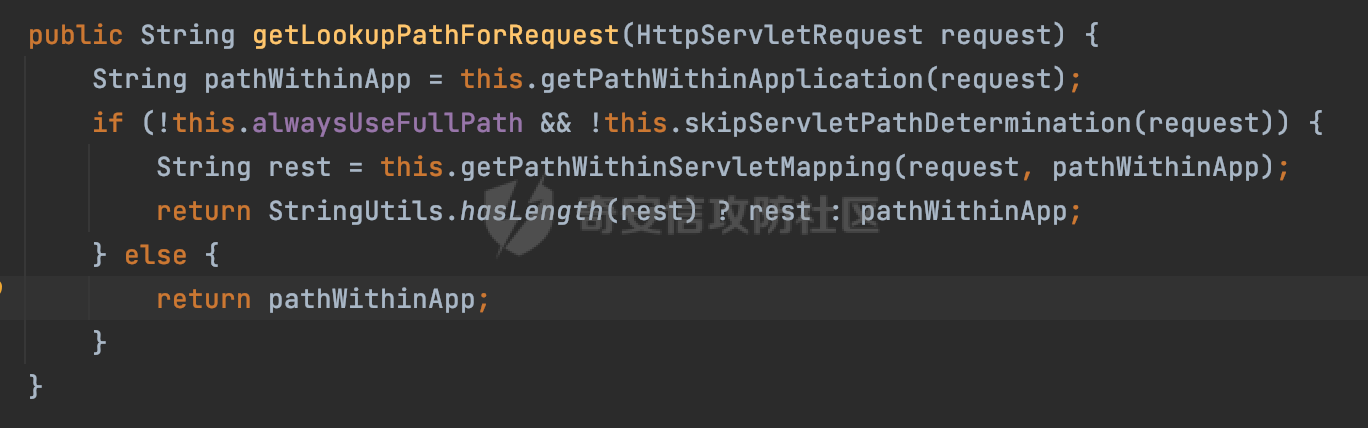 public String getLookupPathForRequest(HttpServletRequest request) {
    String pathWithinApp = this.getPathWithinApplication(request);
    if (!this.alwaysUseFullPath && !this.skipServletPathDetermination(request)) {
        String rest = this.getPathWithinServletMapping(request, pathWithinApp);
        return StringUtils.hasLength(rest) ? rest : pathWithinApp;
    } else {
        return pathWithinApp;
    }
}
奇安信攻防社区